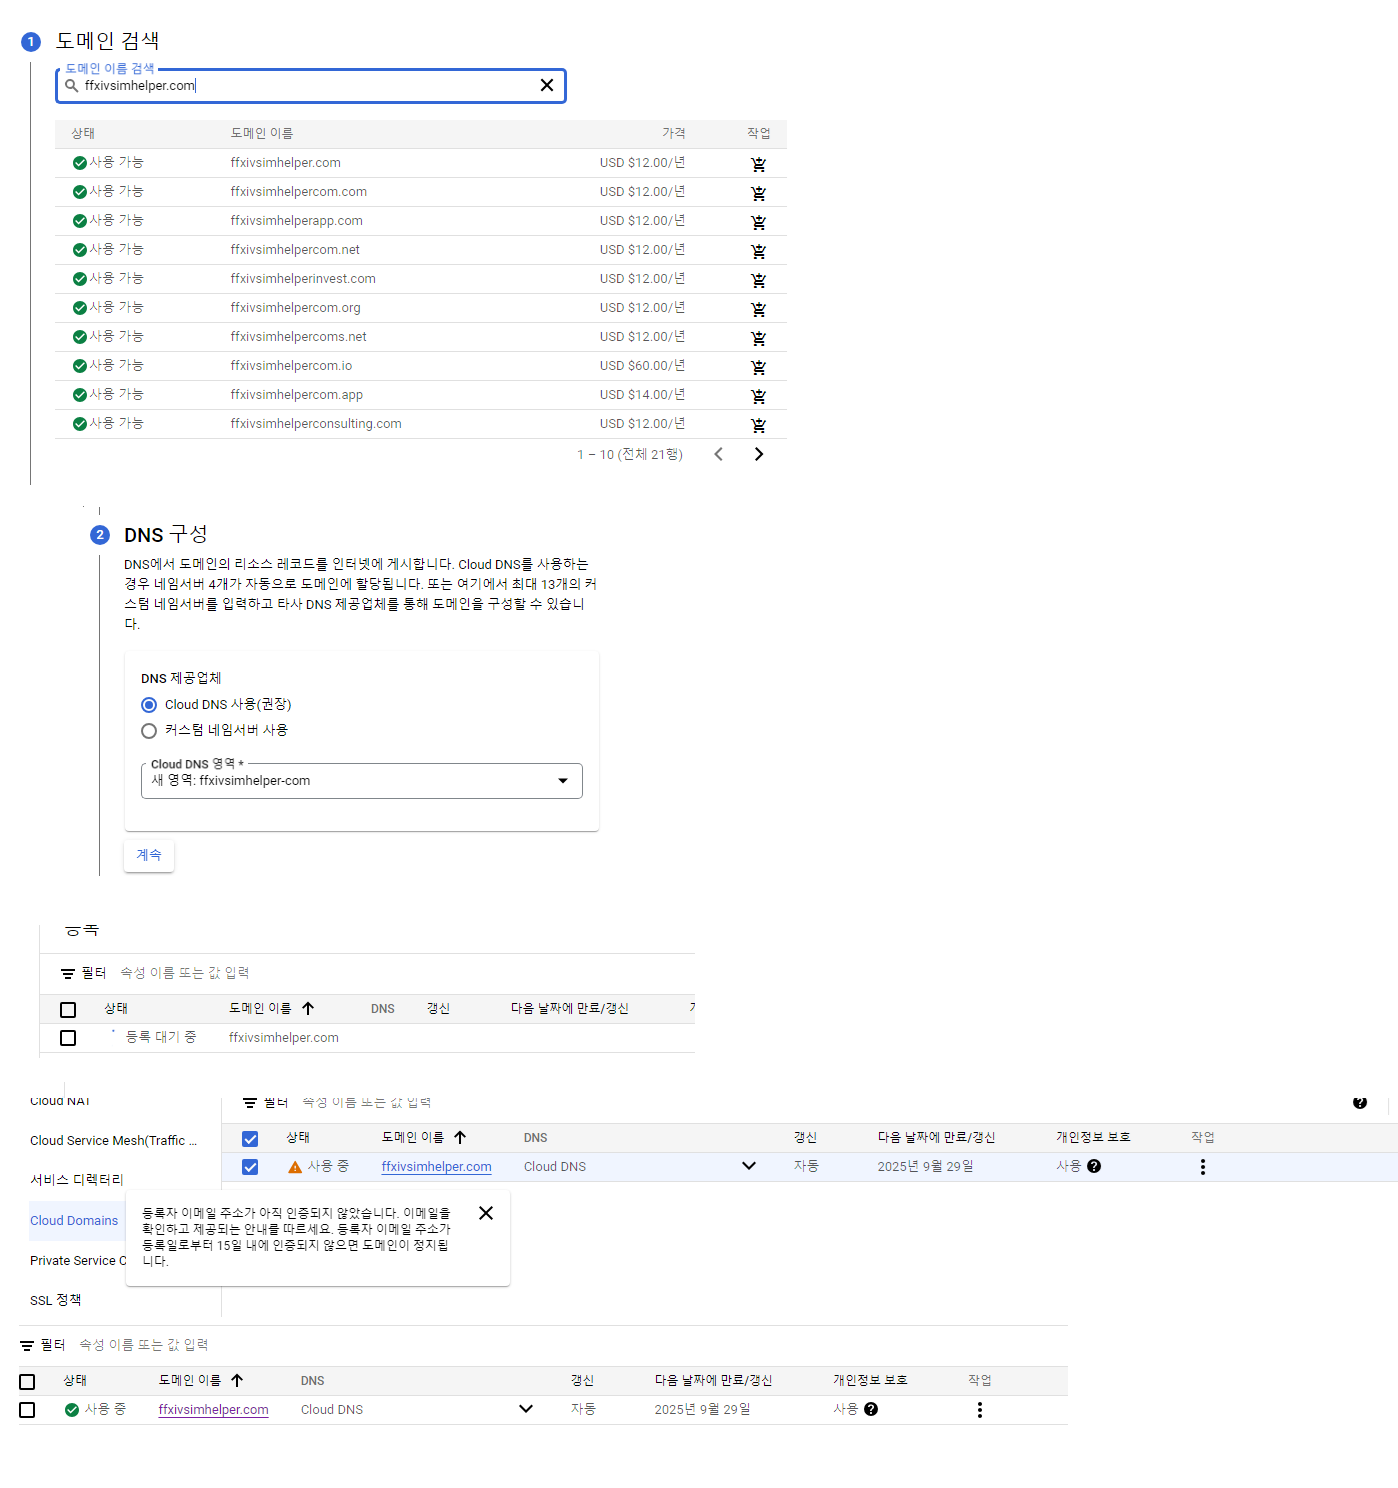 1 도메인 검색
도메인 이름 검색
ffxivsimhelper.com
상태 도메인 이름 가격 작업
사용 가능 ffxivsimhelper.com USD $12.00/년
사용 가능 ffxivsimhelpercom.com USD $12.00/년
사용 가능 ffxivsimhelperapp.com USD $12.00/년
사용 가능 ffxivsimhelpercom.net USD $12.00/년
사용 가능 ffxivsimhelperinvest.com USD $12.00/년
사용 가능 ffxivsimhelpercom.org USD $12.00/년
사용 가능 ffxivsimhelpercoms.net USD $12.00/년
사용 가능 ffxivsimhelpercom.io USD $60.00/년
사용 가능 ffxivsimhelpercom.app USD $14.00/년
사용 가능 ffxivsimhelperconsulting.com USD $12.00/년
1 – 10 (전체 21행)
2 DNS 구성
DNS에서 도메인의 리소스 레코드를 인터넷에 게시합니다. Cloud DNS를 사용하는
경우 네임서버 4개가 자동으로 도메인에 할당됩니다. 또는 여기에서 최대 13개의 커
스텀 네임서버를 입력하고 타사 DNS 제공업체를 통해 도메인을 구성할 수 있습니
다.
DNS 제공업체
Cloud DNS 사용(권장)
커스텀 네임서버 사용
Cloud DNS 영역 *
새 영역: ffxivsimhelper-com
계속
등록
필터 속성 이름 또는 값 입력
상태 도메인 이름 DNS 갱신 다음 날짜에 만료/갱신
등록 대기 중 ffxivsimhelper.com
Cloud NAT
필터 속성 이름 또는 값 입력
Cloud Service Mesh(Traffic ...
상태 도메인 이름 DNS 갱신 다음 날짜에 만료/갱신 개인정보 보호 작업
사용 중 ffxivsimhelper.com Cloud DNS 자동 2025년 9월 29일 사용
서비스 디렉터리
Cloud Domains
Private Service C
SSL 정책
등록자 이메일 주소가 아직 인증되지 않았습니다. 이메일을
확인하고 제공되는 안내를 따르세요. 등록자 이메일 주소가
등록일로부터 15일 내에 인증되지 않으면 도메인이 정지됩
니다.
필터 속성 이름 또는 값 입력
상태 도메인 이름 DNS 갱신 다음 날짜에 만료/갱신 개인정보 보호 작업
사용 중 ffxivsimhelper.com Cloud DNS 자동 2025년 9월 29일 사용